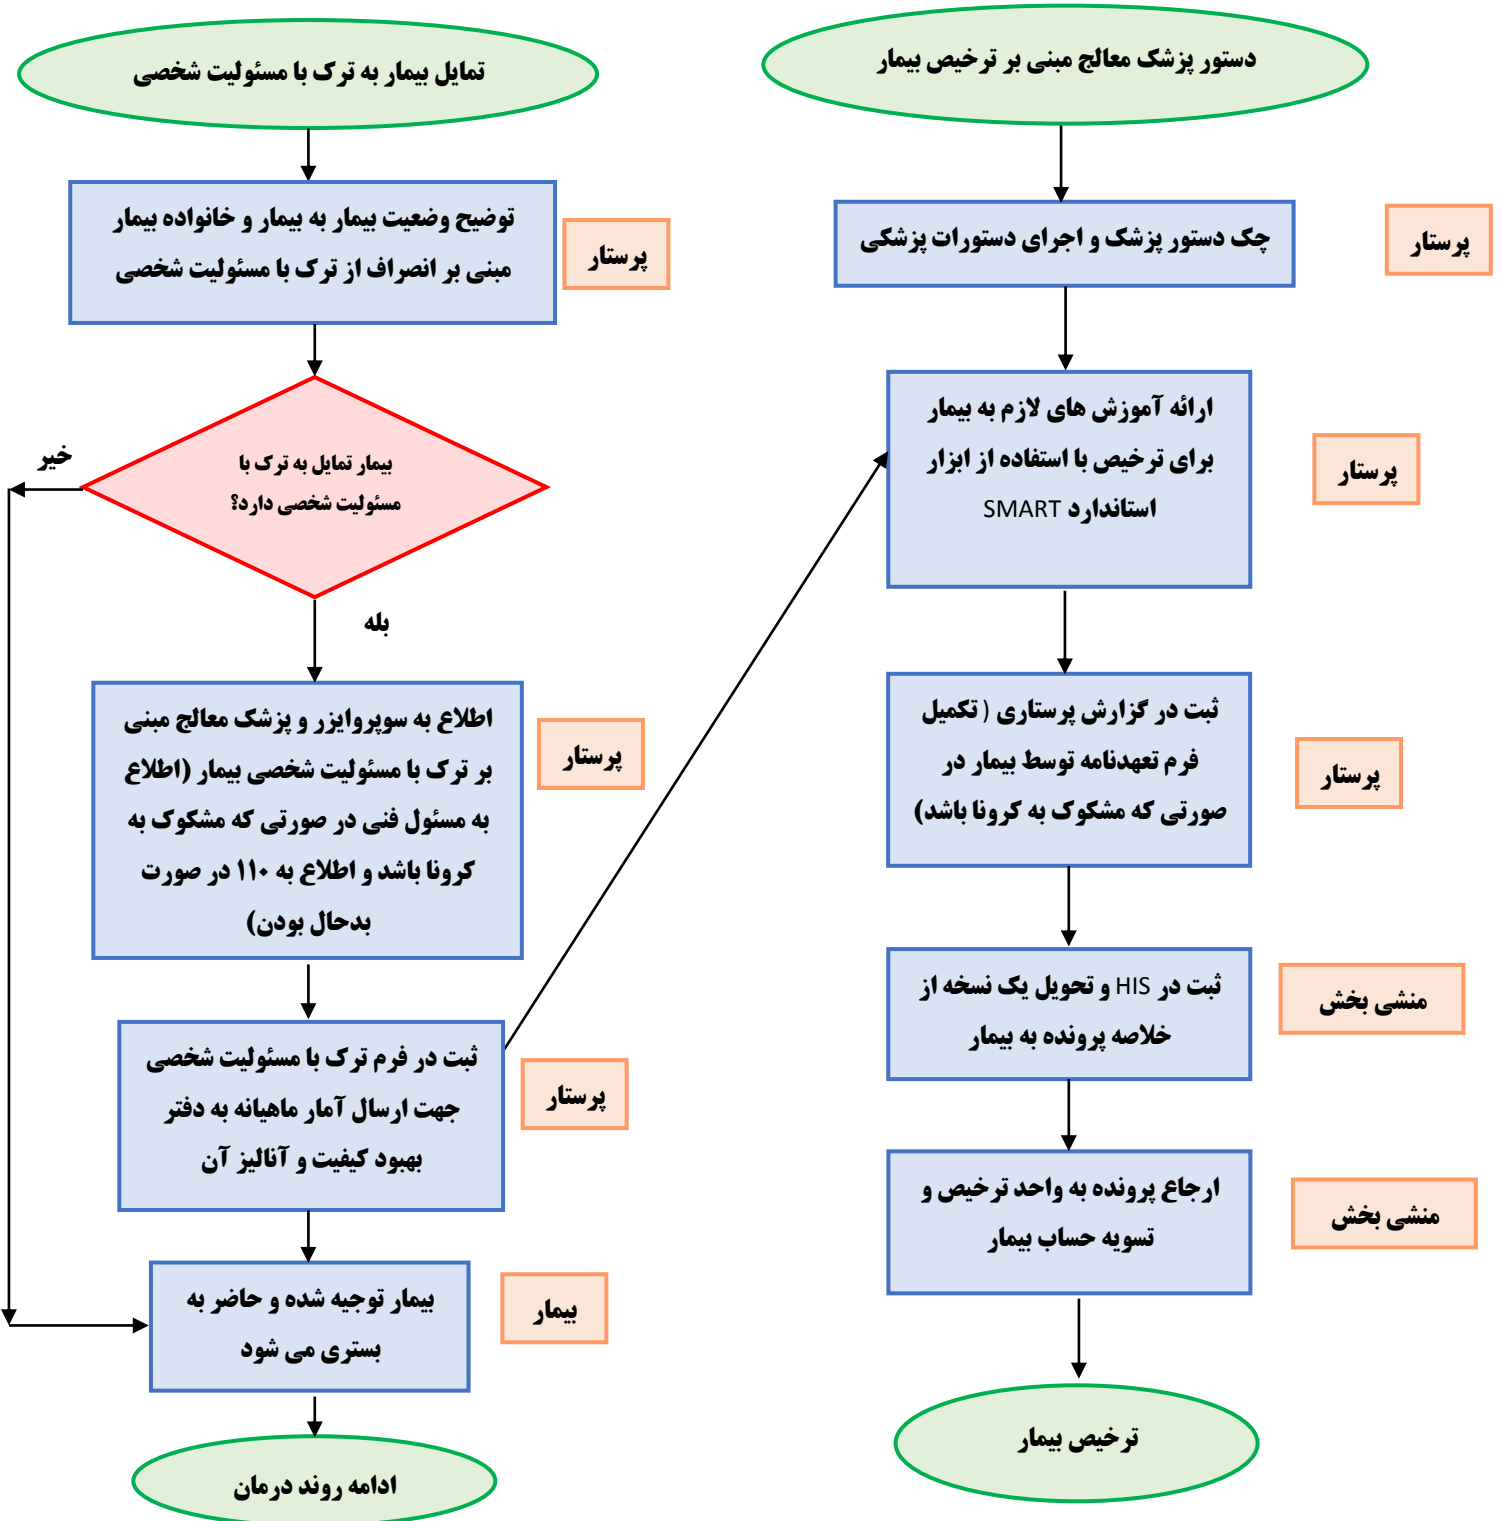 دستور پزشک معالج مبنی بر ترخیص بیمار
چک دستور پزشک و اجرای دستورات پزشکی
پرستار
ارائه آموزش های لازم به بیمار
برای ترخیص با استفاده از ابزار
استاندارد SMART
پرستار
ثبت در گزارش پرستاری ( تکمیل
فرم تعهدنامه توسط بیمار در
صورتی که مشکوک به کرونا باشد)
پرستار
ثبت در HIS و تحویل یک نسخه از
خلاصه پرونده به بیمار
منشی بخش
ارجاع پرونده به واحد ترخیص و
تسویه حساب بیمار
منشی بخش
ترخیص بیمار
تمایل بیمار به ترک با مسئولیت شخصی
توضیح وضعیت بیمار به بیمار و خانواده بیمار
مبنی بر انصراف از ترک با مسئولیت شخصی
پرستار
بیمار تمایل به ترک با
مسئولیت شخصی دارد؟
خیر
بله
اطلاع به سوپروایزر و پزشک معالج مبنی
بر ترک با مسئولیت شخصی بیمار (اطلاع
به مسئول فنی در صورتی که مشکوک به
کرونا باشد و اطلاع به ۱۱۰ در صورت
بدحال بودن)
پرستار
ثبت در فرم ترک با مسئولیت شخصی
جهت ارسال آمار ماهیانه به دفتر
بهبود کیفیت و آنالیز آن
پرستار
بیمار توجیه شده و حاضر به
بستری می شود
بیمار
ادامه روند درمان